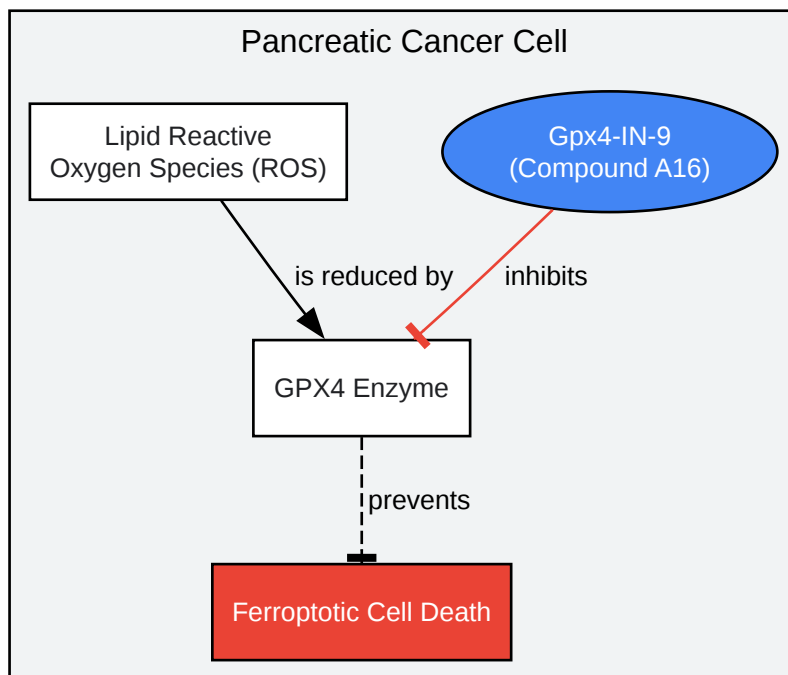 Pancreatic Cancer Cell
Lipid Reactive
Oxygen Species (ROS)
Gpx4-IN-9
(Compound A16)
is reduced by
inhibits
GPX4 Enzyme
prevents
Ferroptotic Cell Death